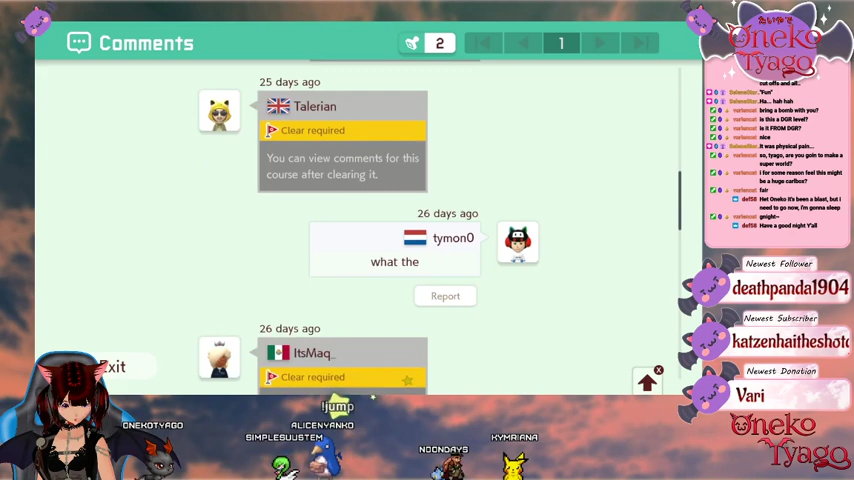 Comments
2
1
25 days ago
Talerian
Clear required
You can view comments for this
course after clearing it.
26 days ago
tymon0
what the
Report
26 days ago
ItsMaq_
Clear required
Exit
X
!jump
ONEKOTYAGO
ALICENYANKO
SIMPLESUUSTEM
NOONDAYS
KYMRIANA
Oneko
Tyago
cut offs and all..
"Fun"
Ha... hah hah
bring a bomb with you?
is this a DGR level?
is it FROM DGR?
nice
It was physical pain...
so, tyago, are you goin to make a
super world?
i for some reason feel this might
be a huge carlbox?
fair
def58 Het Oneko it's been a blast, but i
need to go now, I'm gonna sleep
gnight~
def58 Have a good night Y'all
Newest Follower
deathpanda1904
Newest Subscriber
katzenhaitheshot
Newest Donation
Vari
Oneko
Tyago